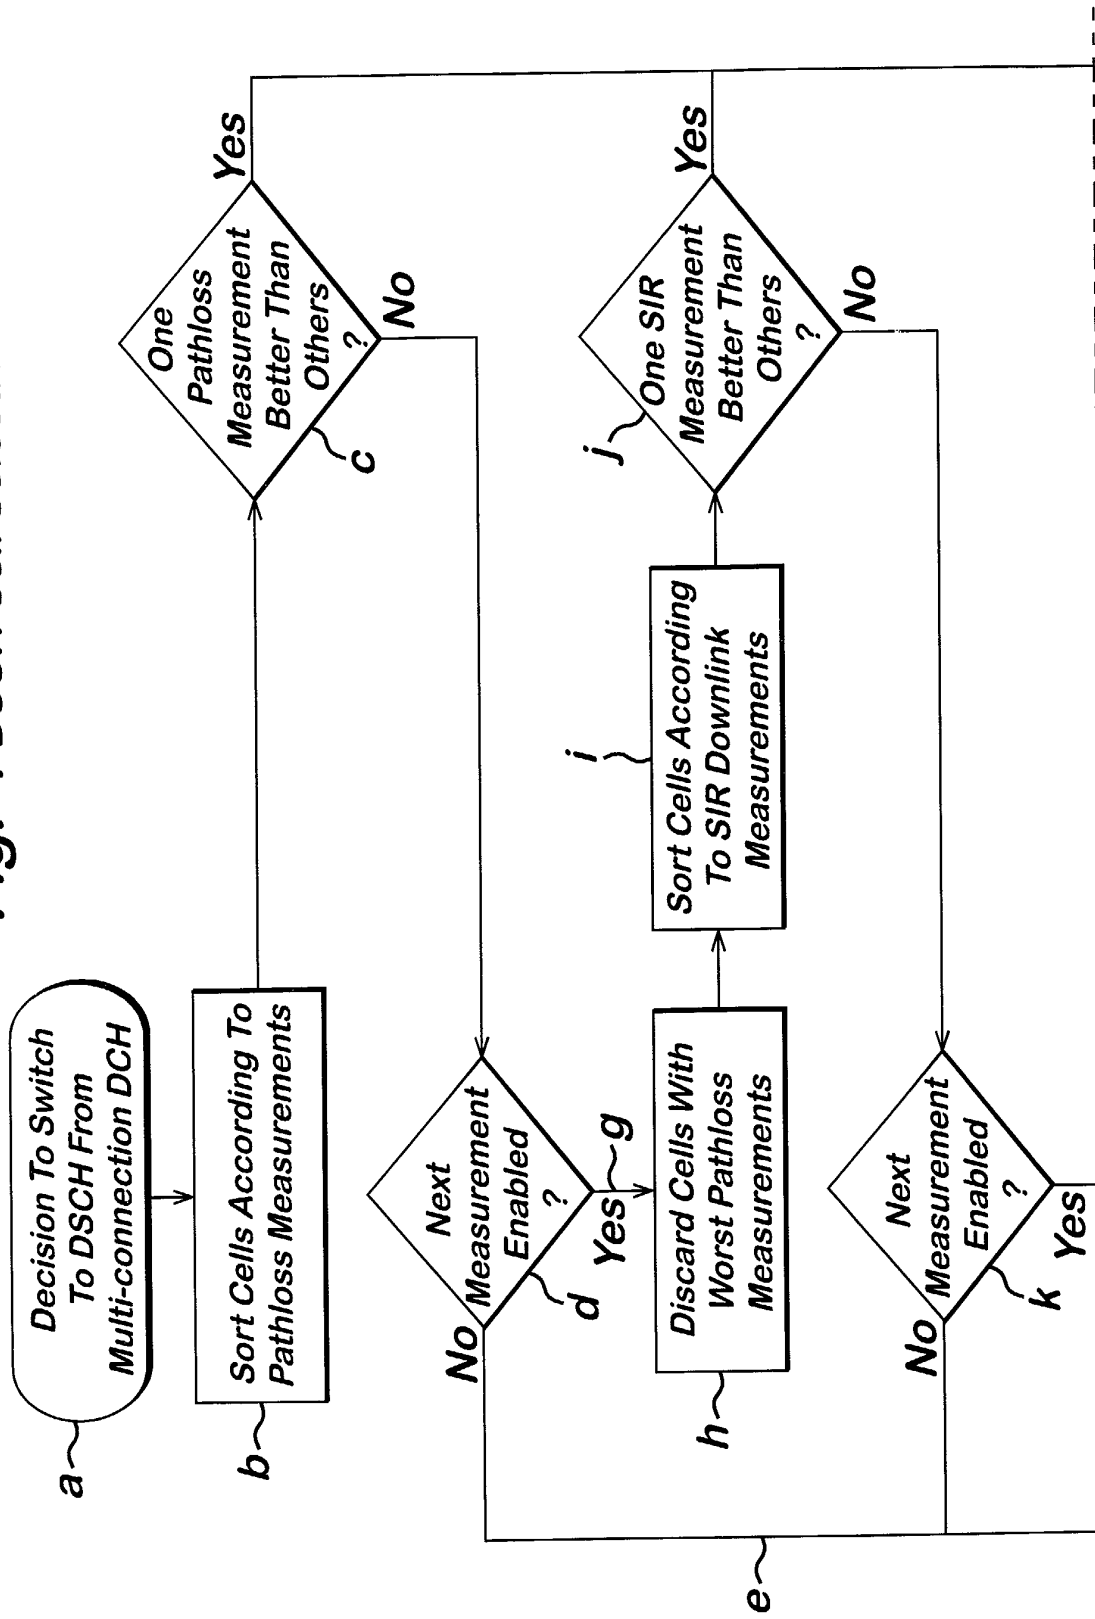 a
Decision To Switch
To DSCH From
Multi-connection DCH
b
Sort Cells According To
Pathloss Measurements
One
Pathloss
Measurement
Better Than
Others
?
c
Yes
No
Next
Measurement
Enabled
?
d
No
Yes
g
e
h
Discard Cells With
Worst Pathloss
Measurements
i
Sort Cells According
To SIR Downlink
Measurements
j
One SIR
Measurement
Better Than
Others
?
Yes
No
Next
Measurement
Enabled
?
k
No
Yes